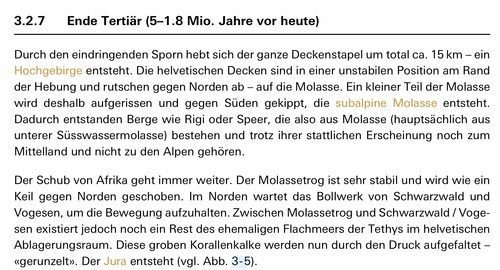 3.2.7 Ende Tertiär (5–1.8 Mio. Jahre vor heute)
Durch den eindringenden Sporn hebt sich der ganze Deckenstapel um total ca. 15 km – ein
Hochgebirge entsteht. Die helvetischen Decken sind in einer unstabilen Position am Rand
der Hebung und rutschen gegen Norden ab – auf die Molasse. Ein kleiner Teil der Molasse
wird deshalb aufgerissen und gegen Süden gekippt, die subalpine Molasse entsteht.
Dadurch entstanden Berge wie Rigi oder Speer, die also aus Molasse (hauptsächlich aus
unterer Süsswassermolasse) bestehen und trotz ihrer stattlichen Erscheinung noch zum
Mittelland und nicht zu den Alpen gehören.
Der Schub von Afrika geht immer weiter. Der Molassetrog ist sehr stabil und wird wie ein
Keil gegen Norden geschoben. Im Norden wartet das Bollwerk von Schwarzwald und
Vogesen, um die Bewegung aufzuhalten. Zwischen Molassetrog und Schwarzwald / Voge-
sen existiert jedoch noch ein Rest des ehemaligen Flachmeers der Tethys im helvetischen
Ablagerungsraum. Diese groben Korallenkalke werden nun durch den Druck aufgefaltet –
«gerunzelt». Der Jura entsteht (vgl. Abb. 3-5).